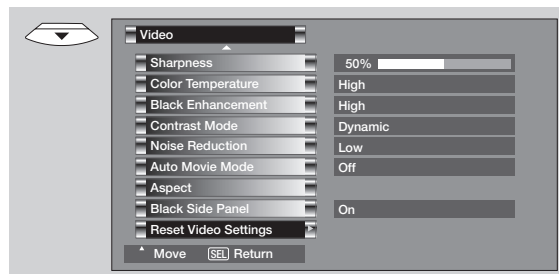 Video
Sharpness 50%
Color Temperature High
Black Enhancement High
Contrast Mode Dynamic
Noise Reduction Low
Auto Movie Mode Off
Aspect
Black Side Panel On
Reset Video Settings
Move SEL Return